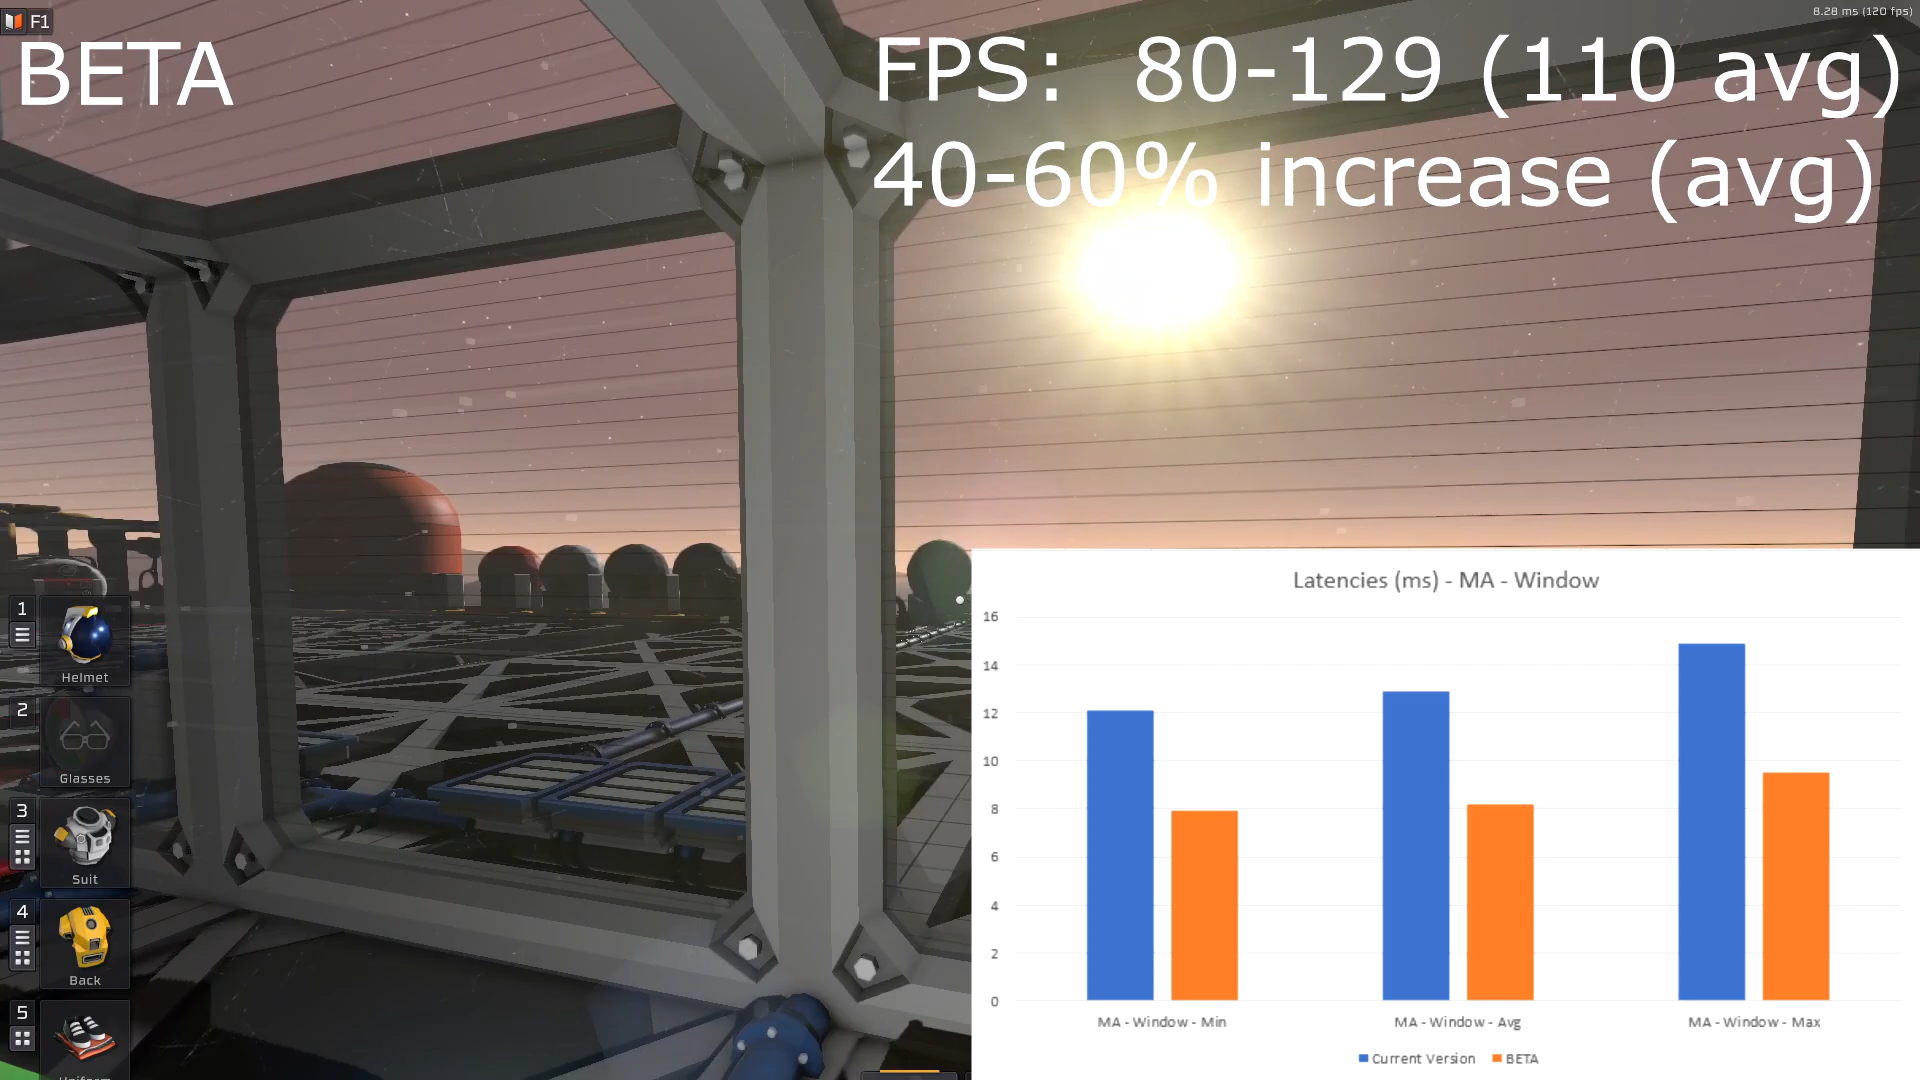 F1
8.28 ms (120 fps)
BETA
FPS: 80-129 (110 avg)
40-60% increase (avg)
1
Helmet
2
Glasses
3
Suit
4
Back
5
Uniform
Latencies (ms) - MA - Window
16
14
12
10
8
6
4
2
0
MA - Window - Min
MA - Window - Avg
MA - Window - Max
Current Version
BETA